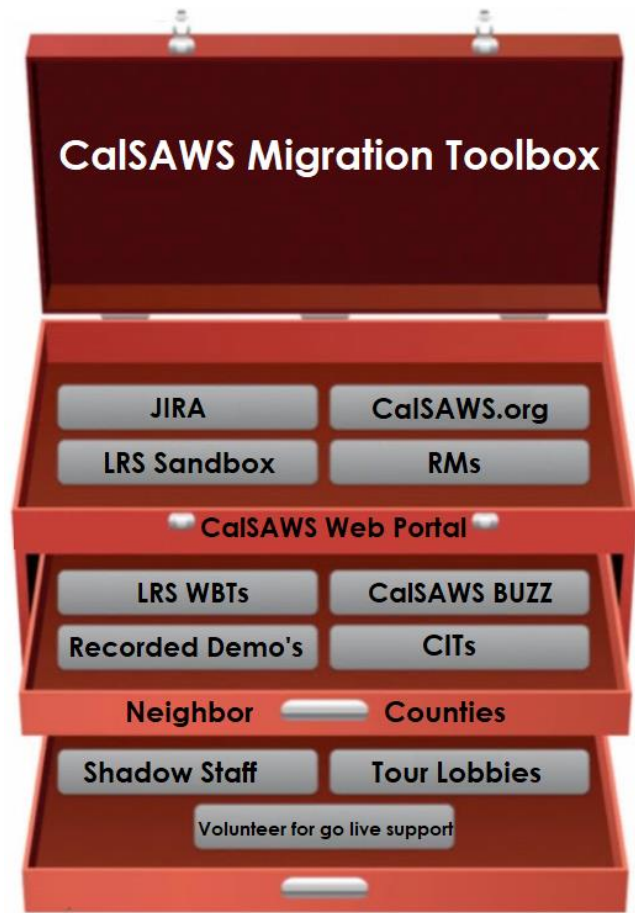 CalSAWS Migration Toolbox
JIRA
CalSAWS.org
LRS Sandbox
RMs
CalSAWS Web Portal
LRS WBTs
CalSAWS BUZZ
Recorded Demo's
CITs
Neighbor Counties
Shadow Staff
Tour Lobbies
Volunteer for go live support